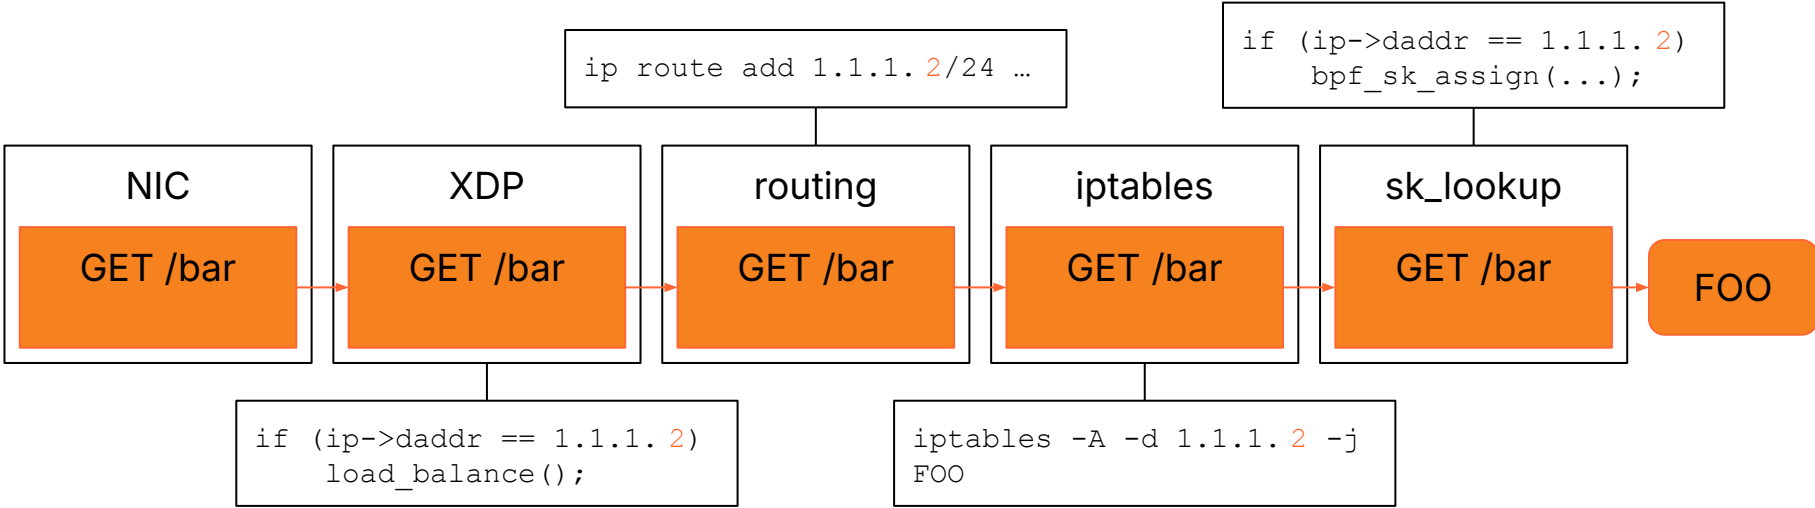 if (ip->daddr == 1.1.1.2)
bpf_sk_assign(...);
ip route add 1.1.1.2/24 …
NIC
XDP
routing
iptables
sk_lookup
GET /bar
GET /bar
GET /bar
GET /bar
GET /bar
FOO
if (ip->daddr == 1.1.1.2)
load_balance();
iptables -A -d 1.1.1.2 -j
FOO